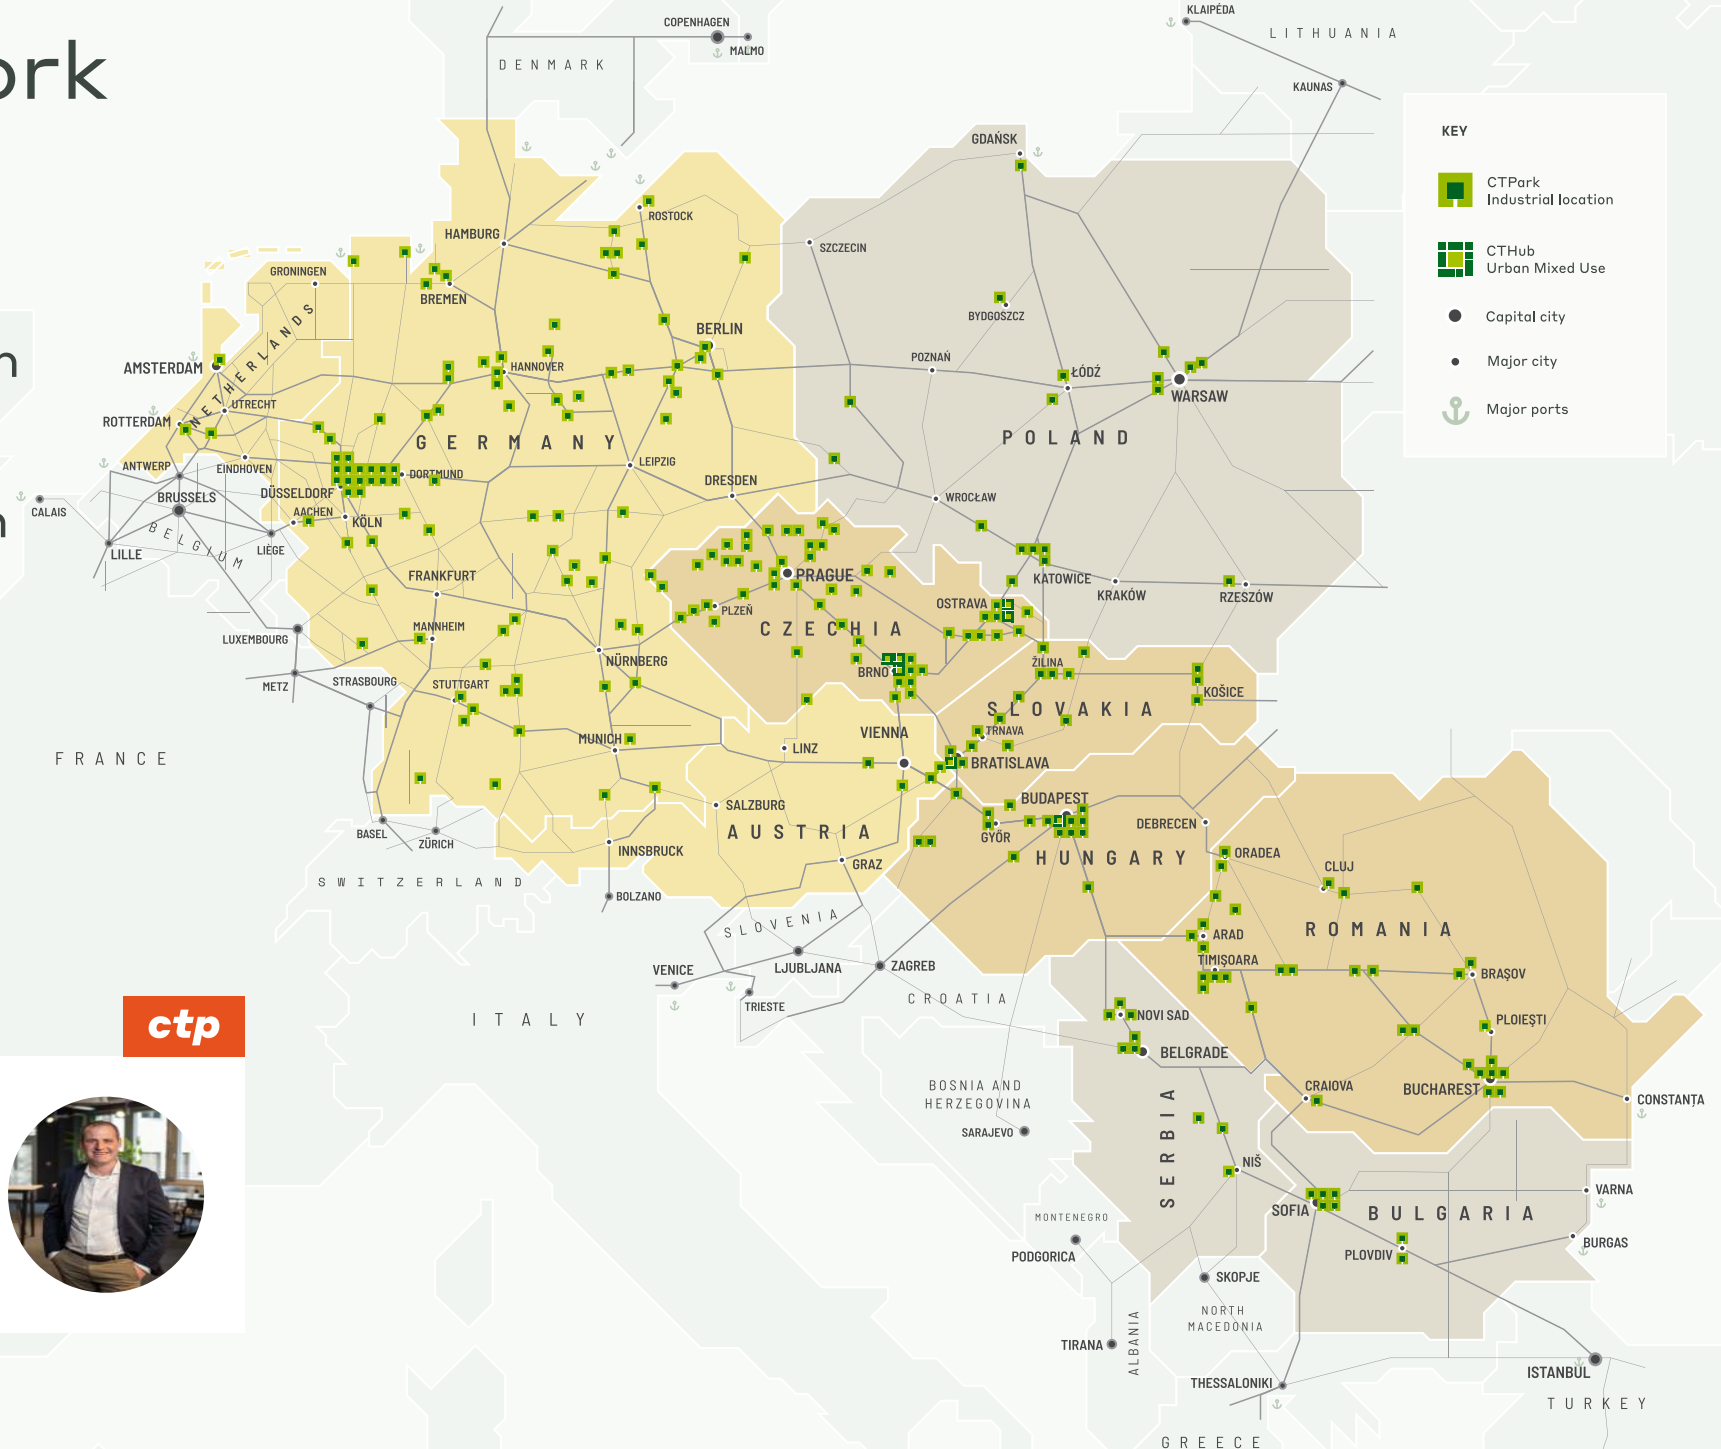 ork
n
n
KEY
CTPark
Industrial location
CTHub
Urban Mixed Use
Capital city
Major city
Major ports
KLAIPĖDA
LITHUANIA
KAUNAS
COPENHAGEN
MALMO
DENMARK
GDAŃSK
ROSTOCK
HAMBURG
SZCZECIN
GRONINGEN
BREMEN
BYDGOSZCZ
BERLIN
NETHERLANDS
AMSTERDAM
HANNOVER
POZNAŃ
ŁÓDŹ
WARSAW
UTRECHT
ROTTERDAM
GERMANY
POLAND
ANTWERP
EINDHOVEN
DORTMUND
LEIPZIG
DRESDEN
BRUSSELS
DÜSSELDORF
WROCŁAW
CALAIS
AACHEN
KÖLN
BELGIUM
LILLE
LIÈGE
FRANKFURT
PRAGUE
KATOWICE
KRAKÓW
RZESZÓW
OSTRAVA
PLZEŇ
MANNHEIM
CZECHIA
LUXEMBOURG
NÜRNBERG
ŽILINA
BRNO
METZ
STRASBOURG
STUTTGART
KOŠICE
SLOVAKIA
VIENNA
TRNAVA
MUNICH
LINZ
FRANCE
BRATISLAVA
SALZBURG
BUDAPEST
DEBRECEN
BASEL
ZÜRICH
AUSTRIA
GYŐR
INNSBRUCK
HUNGARY
ORADEA
GRAZ
CLUJ
SWITZERLAND
BOLZANO
SLOVENIA
ROMANIA
ARAD
VENICE
LJUBLJANA
ZAGREB
TIMIȘOARA
BRAȘOV
TRIESTE
CROATIA
NOVI SAD
ITALY
PLOIEȘTI
ctp
BELGRADE
BOSNIA AND
HERZEGOVINA
CRAIOVA
BUCHAREST
CONSTANȚA
SARAJEVO
SERBIA
NIŠ
VARNA
MONTENEGRO
SOFIA
BULGARIA
PODGORICA
PLOVDIV
BURGAS
SKOPJE
NORTH
MACEDONIA
TIRANA
ALBANIA
ISTANBUL
THESSALONIKI
TURKEY
GREECE